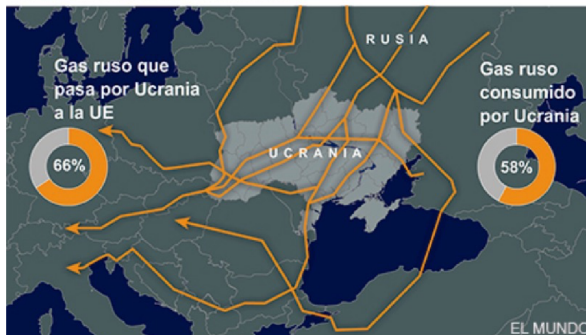 RUSIA
Gas ruso que
pasa por Ucrania
a la UE
66%
UCRANIA
Gas ruso
consumido
por Ucrania
58%
EL MUNDO